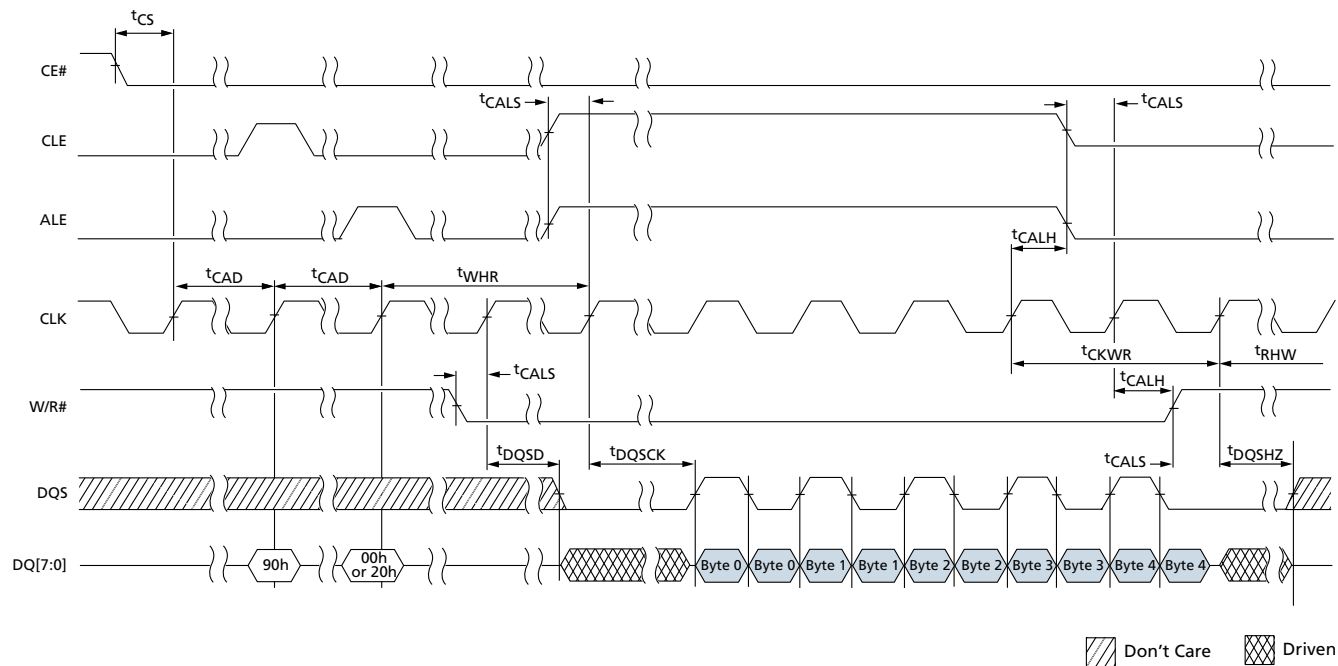 tCS
CE#
tCALS
tCALS
CLE
ALE
tCALH
tCAD
tCAD
tWHR
CLK
tCKWR
tRHW
tCALS
tCALH
W/R#
tDQSD
tDQSCK
tCALS
tDQSHZ
DQS
DQ[7:0]
90h
00h
or 20h
Byte 0
Byte 0
Byte 1
Byte 1
Byte 2
Byte 2
Byte 3
Byte 3
Byte 4
Byte 4
Don't Care
Driven